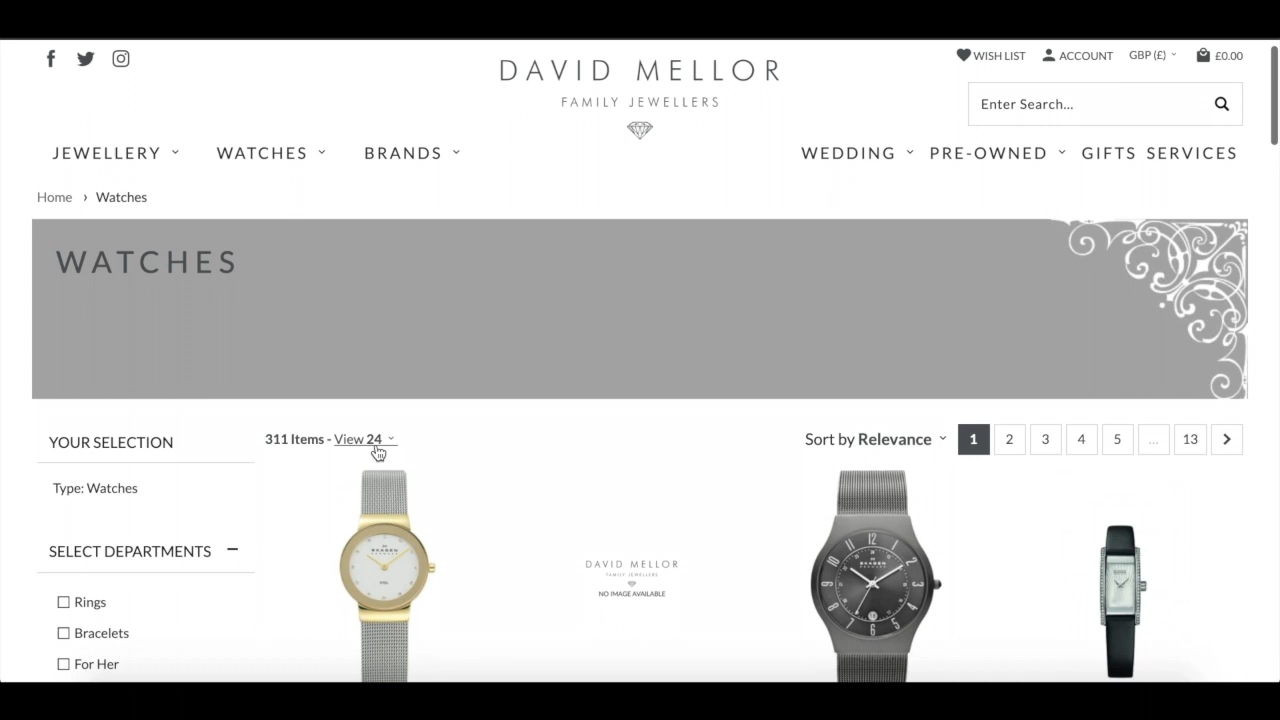 WISH LIST ACCOUNT GBP (£) £0.00
DAVID MELLOR
FAMILY JEWELLERS
Enter Search...
JEWELLERY WATCHES BRANDS WEDDING PRE-OWNED GIFTS SERVICES
Home › Watches
WATCHES
YOUR SELECTION
311 Items - View 24
Sort by Relevance 1 2 3 4 5 ... 13
Type: Watches
SELECT DEPARTMENTS
Rings
Bracelets
For Her
SKAGEN
DAVID MELLOR
FAMILY JEWELLERS
NO IMAGE AVAILABLE
SKAGEN